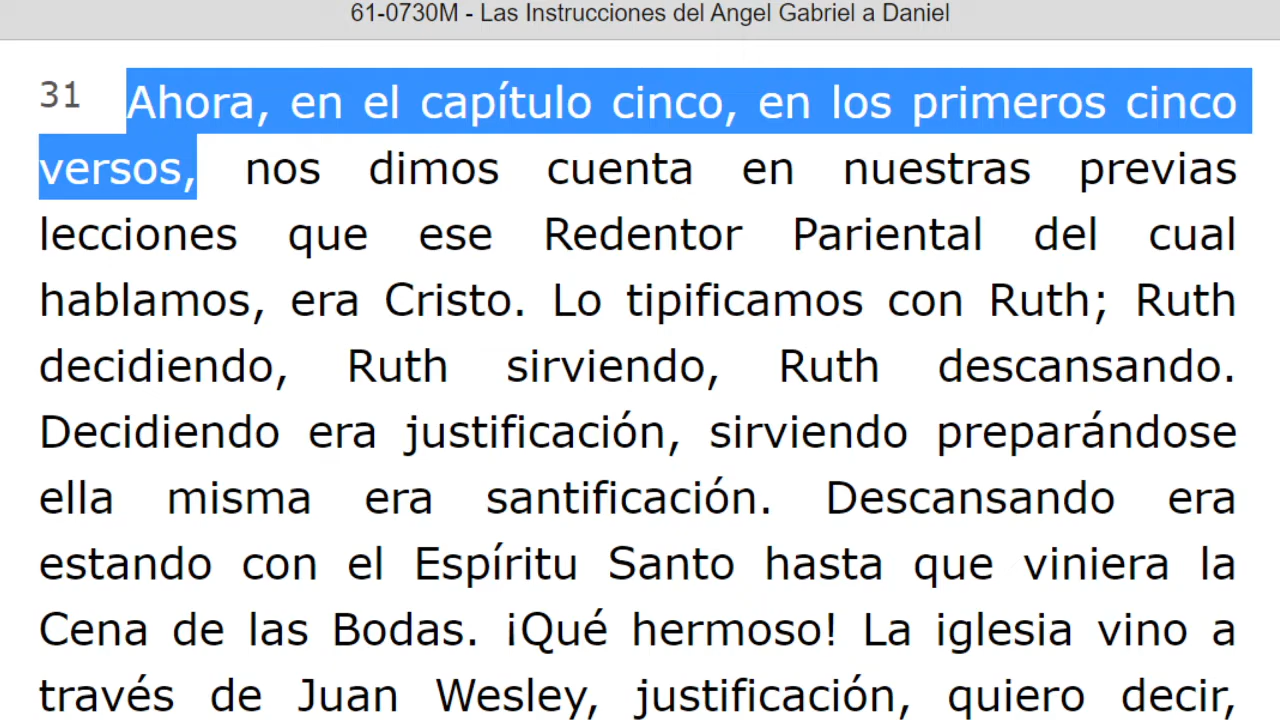 61-0730M - Las Instrucciones del Angel Gabriel a Daniel
31 Ahora, en el capítulo cinco, en los primeros cinco
versos, nos dimos cuenta en nuestras previas
lecciones que ese Redentor Pariental del cual
hablamos, era Cristo. Lo tipificamos con Ruth; Ruth
decidiendo, Ruth sirviendo, Ruth descansando.
Decidiendo era justificación, sirviendo preparándose
ella misma era santificación. Descansando era
estando con el Espíritu Santo hasta que viniera la
Cena de las Bodas. ¡Qué hermoso! La iglesia vino a
través de Juan Wesley, justificación, quiero decir,